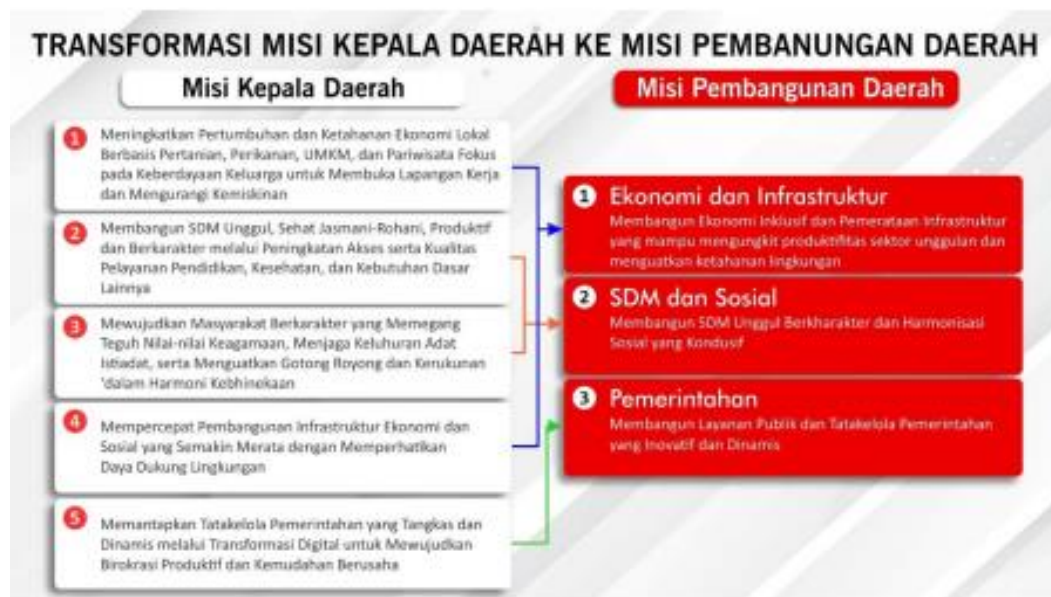 TRANSFORMASI MISI KEPALA DAERAH KE MISI PEMBANUNGAN DAERAH
Misi Kepala Daerah
1
Meningkatkan Pertumbuhan dan Ketahanan Ekonomi Lokal
Berbasis Pertanian, Perikanan, UMKM, dan Pariwisata Fokus
pada Keberdayaan Keluarga untuk Membuka Lapangan Kerja
dan Mengurangi Kemiskinan
2
Membangun SDM Unggul, Sehat Jasmani-Rohani, Produktif
dan Berkarakter melalui Peningkatan Akses serta Kualitas
Pelayanan Pendidikan, Kesehatan, dan Kebutuhan Dasar
Lainnya
3
Mewujudkan Masyarakat Berkarakter yang Memegang
Teguh Nilai-nilai Keagamaan, Menjaga Keluhuran Adat
Istiadat, serta Menguatkan Gotong Royong dan Kerukunan
'dalam Harmoni Kebhinekaan
4
Mempercepat Pembangunan Infrastruktur Ekonomi dan
Sosial yang Semakin Merata dengan Memperhatikan
Daya Dukung Lingkungan
5
Memantapkan Tatakelola Pemerintahan yang Tangkas dan
Dinamis melalui Transformasi Digital untuk Mewujudkan
Birokrasi Produktif dan Kemudahan Berusaha
Misi Pembangunan Daerah
1 Ekonomi dan Infrastruktur
Membangun Ekonomi Inklusif dan Pemerataan Infrastruktur
yang mampu mengungkit produktifitas sektor unggulan dan
menguatkan ketahanan lingkungan
2 SDM dan Sosial
Membangun SDM Unggul Berkharakter dan Harmonisasi
Sosial yang Kondusif
3 Pemerintahan
Membangun Layanan Publik dan Tatakelola Pemerintahan
yang Inovatif dan Dinamis